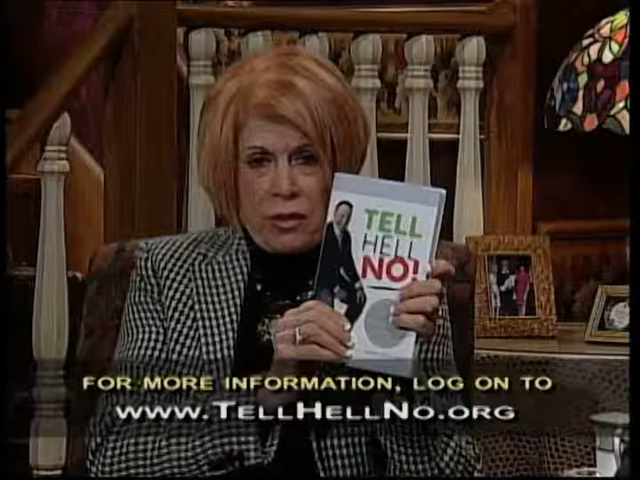 TELL
HELL
NO!
FOR MORE INFORMATION, LOG ON TO
WWW.TELLHELLNO.ORG